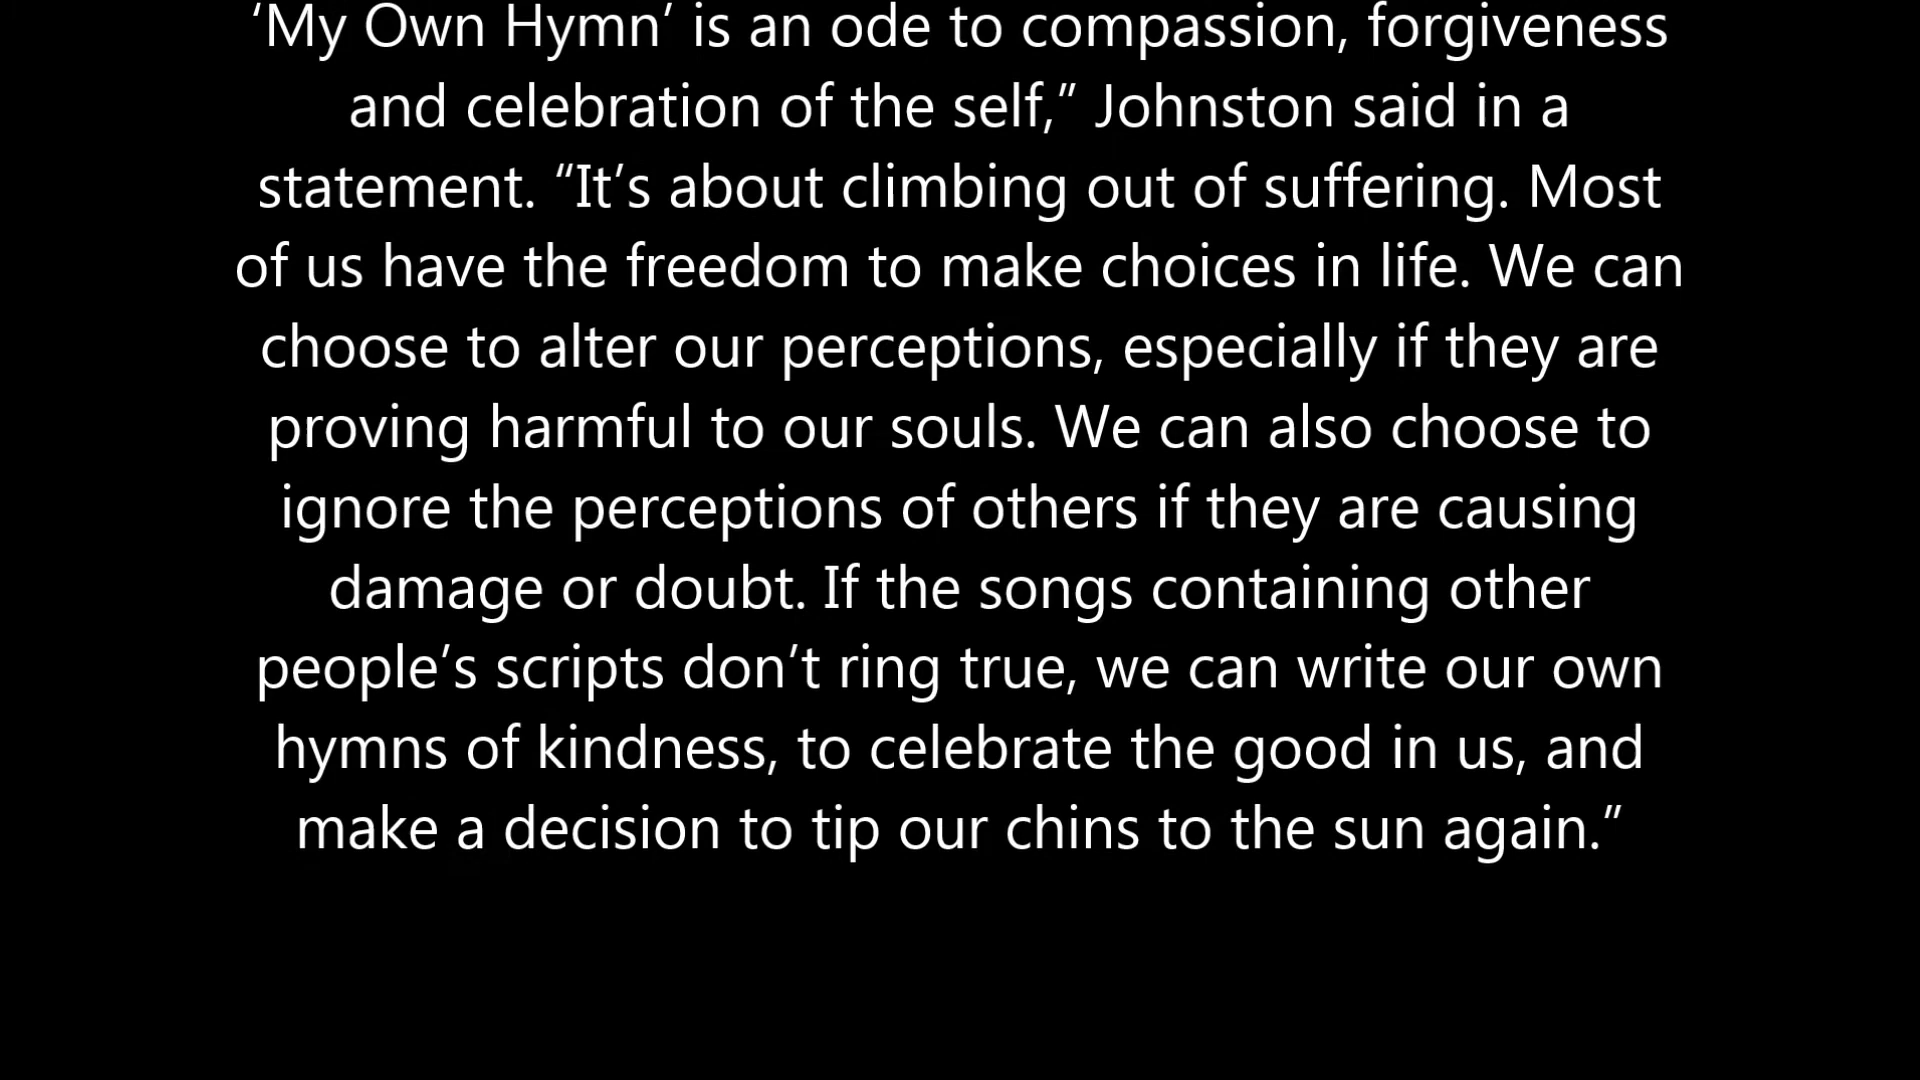 ‘My Own Hymn’ is an ode to compassion, forgiveness
and celebration of the self,” Johnston said in a
statement. “It’s about climbing out of suffering. Most
of us have the freedom to make choices in life. We can
choose to alter our perceptions, especially if they are
proving harmful to our souls. We can also choose to
ignore the perceptions of others if they are causing
damage or doubt. If the songs containing other
people’s scripts don’t ring true, we can write our own
hymns of kindness, to celebrate the good in us, and
make a decision to tip our chins to the sun again.”